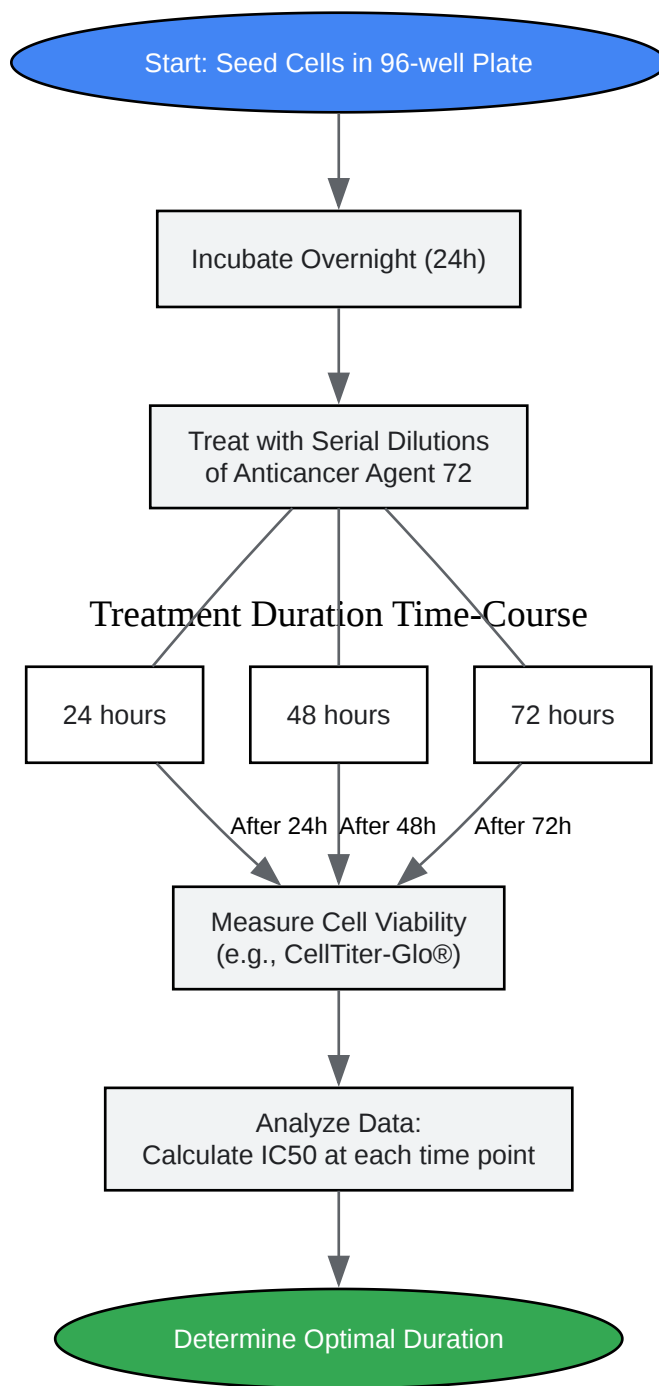 Start: Seed Cells in 96-well Plate
Incubate Overnight (24h)
Treat with Serial Dilutions
of Anticancer Agent 72
Treatment Duration Time-Course
24 hours
48 hours
72 hours
After 24h
After 48h
After 72h
Measure Cell Viability
(e.g., CellTiter-Glo®)
Analyze Data:
Calculate IC50 at each time point
Determine Optimal Duration